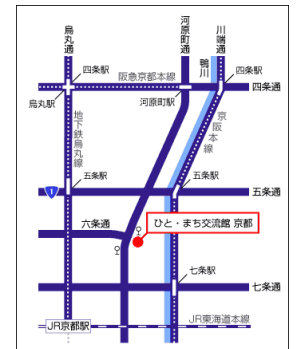 烏丸通
河原町通
鴨川
川端通
四条駅
阪急京都本線
四条駅
四条通
烏丸駅
河原町駅
地下鉄烏丸線
京阪本線
五条駅
五条駅
1
五条通
六条通
ひと・まち交流館 京都
七条駅
七条通
JR京都駅
JR東海道本線